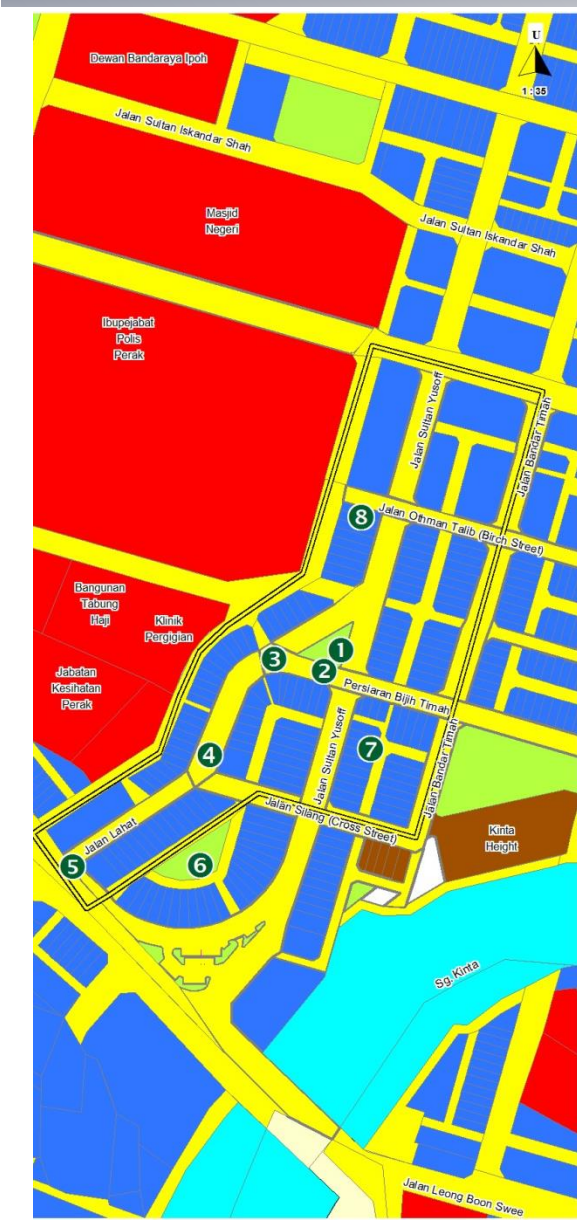 U
1 : 35
Dewan Bandaraya Ipoh
Jalan Sultan Iskandar Shah
Masjid
Negeri
Jalan Sultan Iskandar Shah
Ibupejabat
Polis
Perak
Jalan Sultan Yusoff
Jalan Bandar Timah
8
Jalan Othman Talib (Birch Street)
Bangunan
Tabung
Haji
Klinik
Pergigian
1
3
2
Jabatan
Kesihatan
Perak
Persiaran Bijih Timah
4
Jalan Sultan Yusoff
7
Jalan Bandar Timah
Jalan Silang (Cross Street)
Kinta
Height
Jalan Lahat
5
6
Sg. Kinta
Jalan Leong Boon Swee